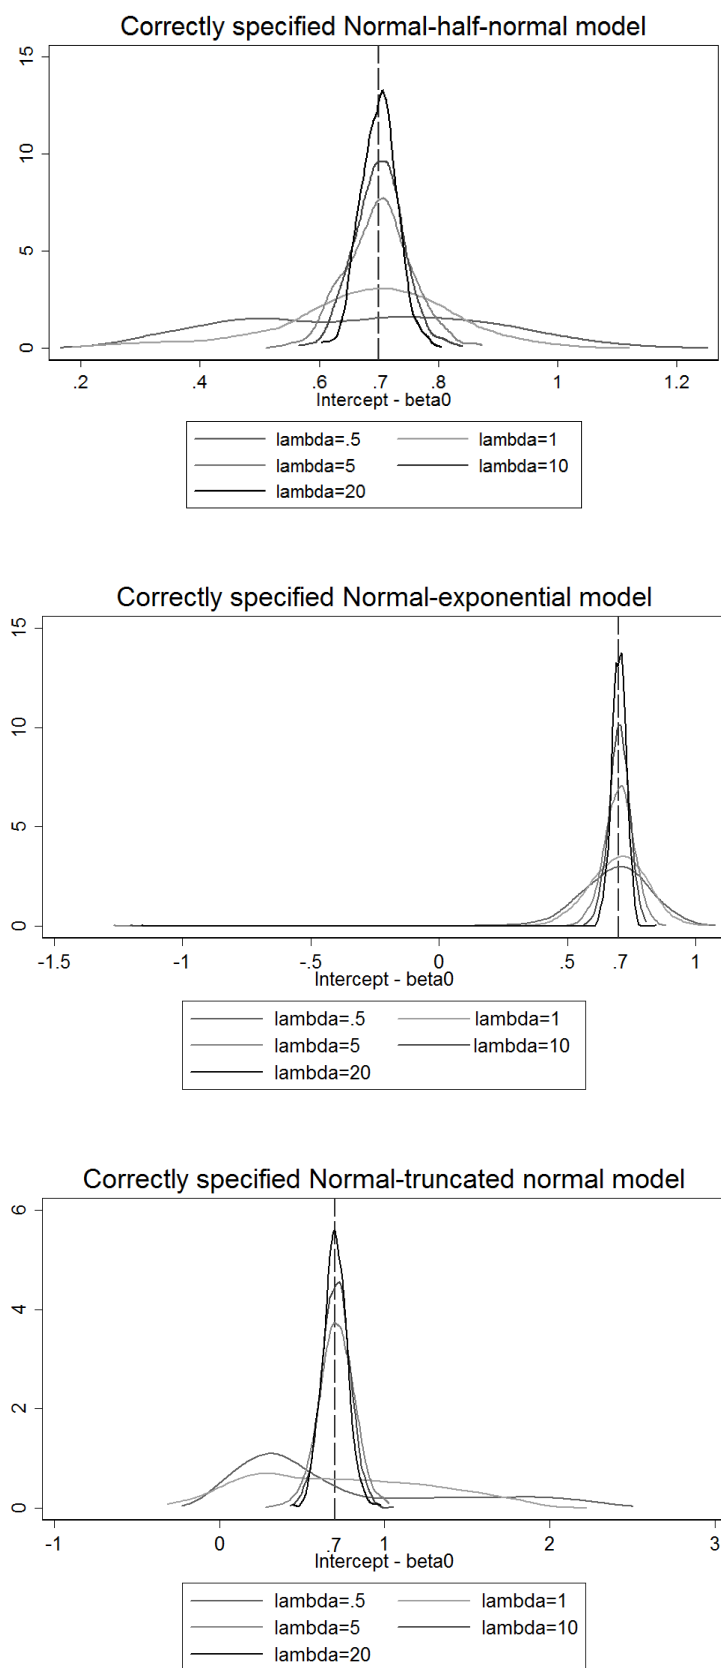 Correctly specified Normal-half-normal model
15
10
5
0
.2 .4 .6 .7 .8 1 1.2
Intercept - beta0
lambda=.5 lambda=1
lambda=5 lambda=10
lambda=20
Correctly specified Normal-exponential model
15
10
5
0
-1.5 -1 -.5 0 .5 .7 1
Intercept - beta0
lambda=.5 lambda=1
lambda=5 lambda=10
lambda=20
Correctly specified Normal-truncated normal model
6
4
2
0
-1 0 .7 1 2 3
Intercept - beta0
lambda=.5 lambda=1
lambda=5 lambda=10
lambda=20